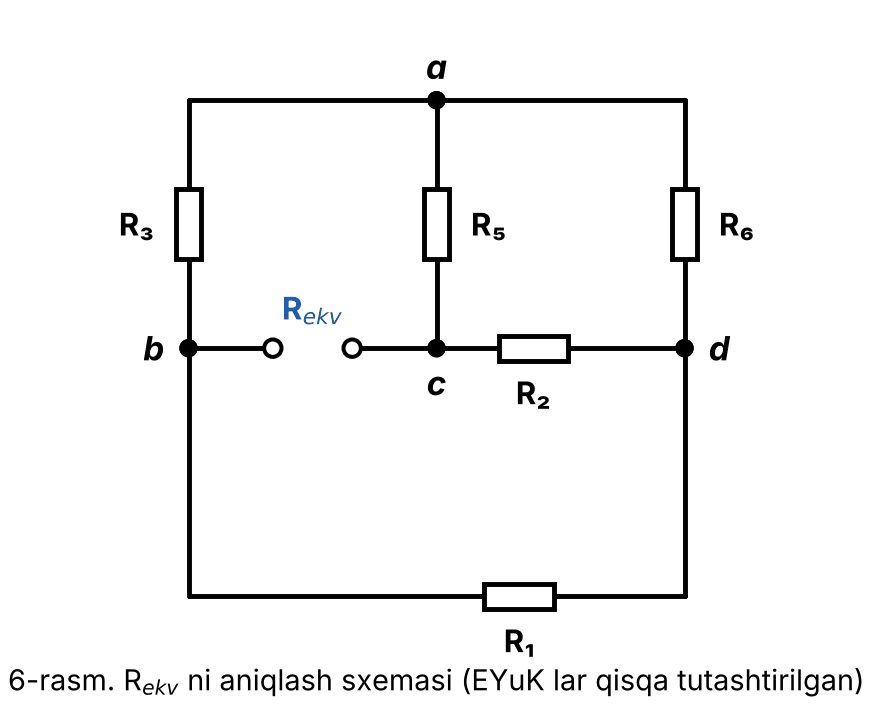 a
R₃
R₅
R₆
Rₑₖᵥ
b
c
d
R₂
R₁
6-rasm. Rₑₖᵥ ni aniqlash sxemasi (EYuK lar qisqa tutashtirilgan)